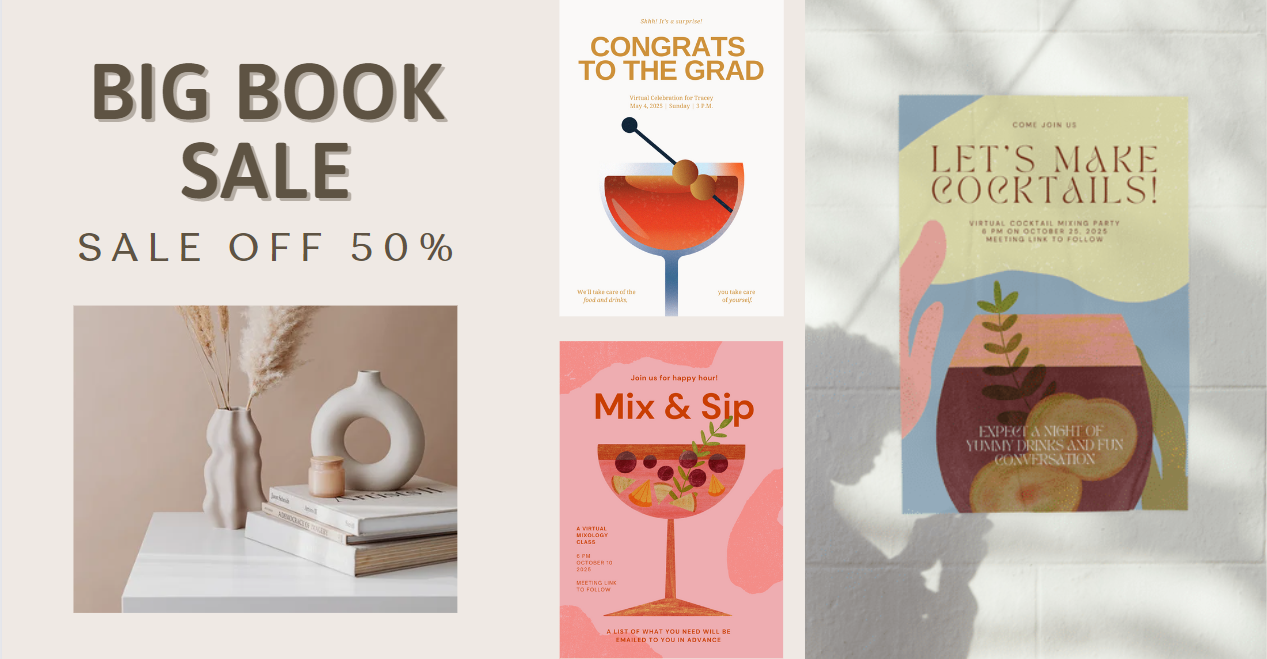 BIG BOOK
SALE
SALE OFF 50%
Shhh! It's a surprise!
CONGRATS
TO THE GRAD
Virtual Celebration for Tracey
May 4, 2025 | Sunday | 3 P.M.
We'll take care of the
food and drinks,
you take care
of yourself.
Join us for happy hour!
Mix & Sip
A VIRTUAL
MIXOLOGY
CLASS
6 PM
OCTOBER 10
2025
MEETING LINK
TO FOLLOW
A LIST OF WHAT YOU NEED WILL BE
EMAILED TO YOU IN ADVANCE
COME JOIN US
LET'S MAKE
COCKTAILS!
VIRTUAL COCKTAIL MIXING PARTY
6 PM ON OCTOBER 25, 2025
MEETING LINK TO FOLLOW
EXPECT A NIGHT OF
YUMMY DRINKS AND FUN
CONVERSATION